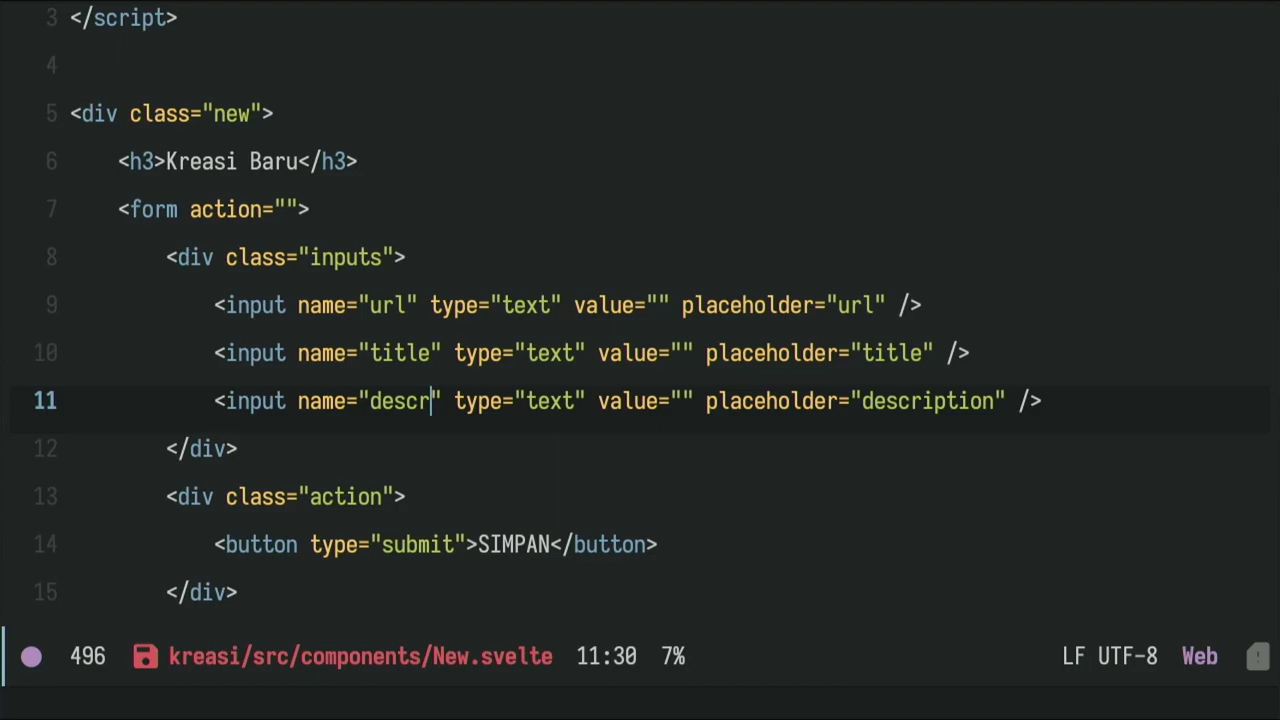 3 </script>
4
5 <div class="new">
6 <h3>Kreasi Baru</h3>
7 <form action="">
8 <div class="inputs">
9 <input name="url" type="text" value="" placeholder="url" />
10 <input name="title" type="text" value="" placeholder="title" />
11 <input name="descr" type="text" value="" placeholder="description" />
12 </div>
13 <div class="action">
14 <button type="submit">SIMPAN</button>
15 </div>
496 kreasi/src/components/New.svelte 11:30 7% LF UTF-8 Web